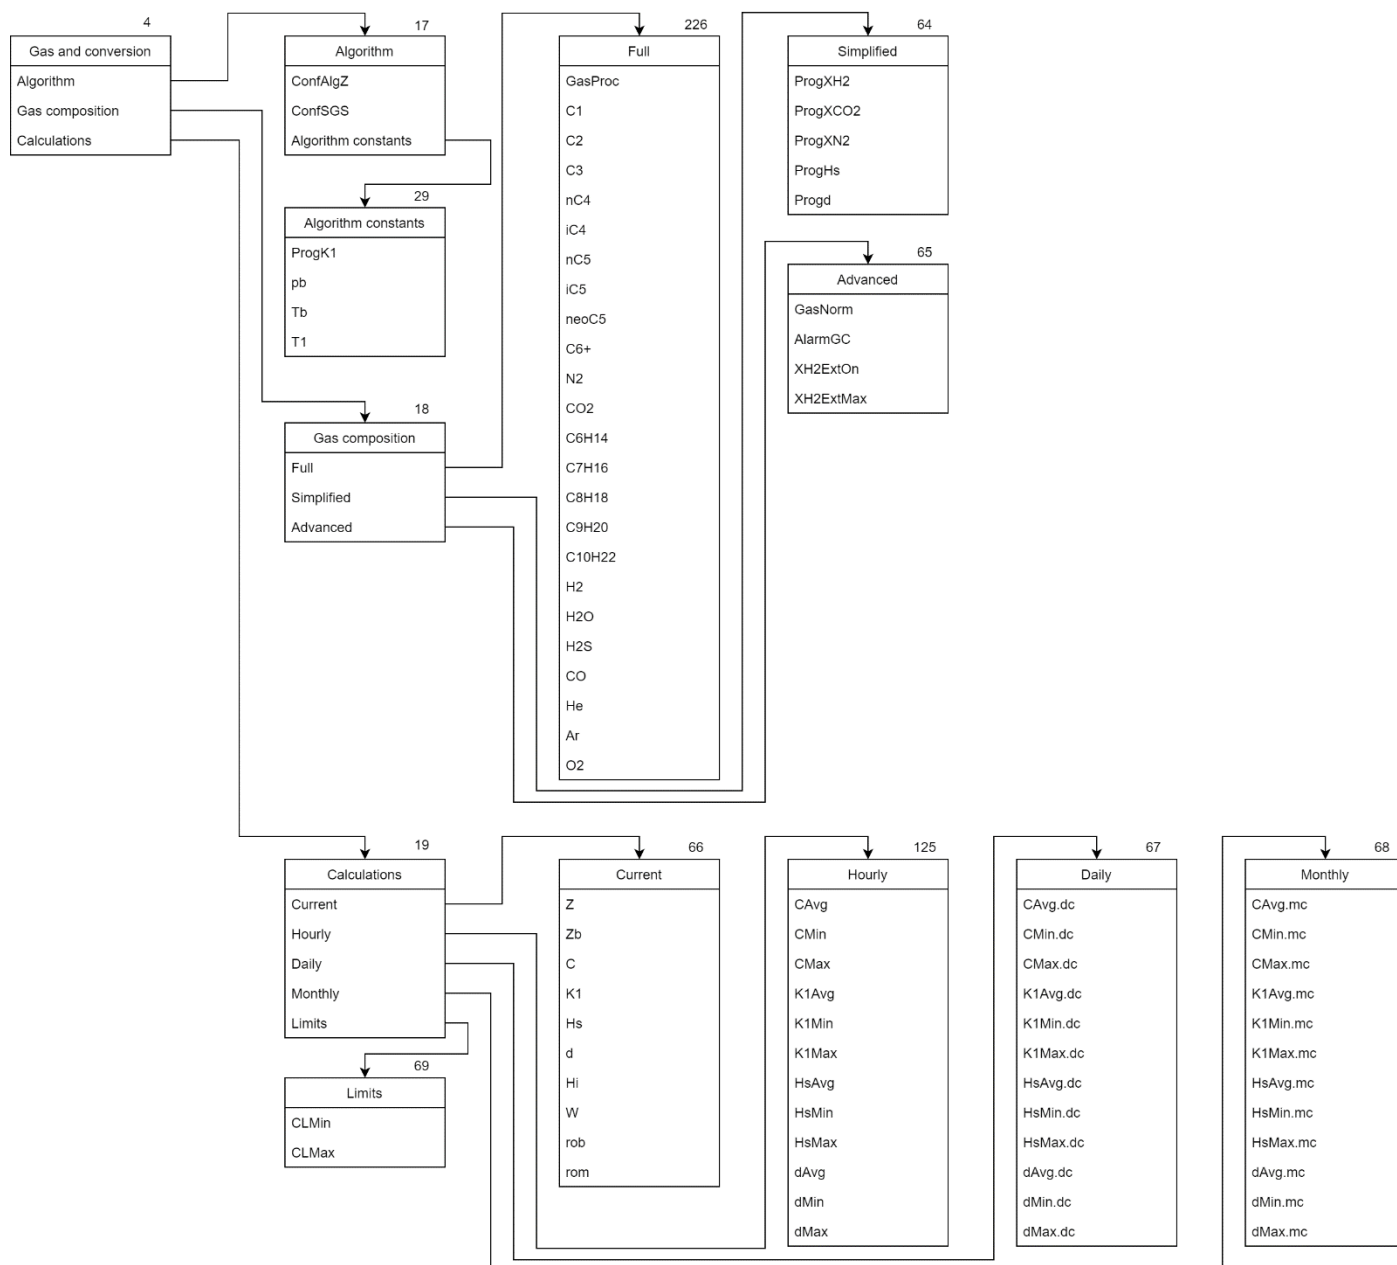 4
Gas and conversion
Algorithm
Gas composition
Calculations
17
Algorithm
ConfAlgZ
ConfSGS
Algorithm constants
29
Algorithm constants
ProgK1
pb
Tb
T1
18
Gas composition
Full
Simplified
Advanced
226
Full
GasProc
C1
C2
C3
nC4
iC4
nC5
iC5
neoC5
C6+
N2
CO2
C6H14
C7H16
C8H18
C9H20
C10H22
H2
H2O
H2S
CO
He
Ar
O2
64
Simplified
ProgXH2
ProgXCO2
ProgXN2
ProgHs
Progd
65
Advanced
GasNorm
AlarmGC
XH2ExtOn
XH2ExtMax
19
Calculations
Current
Hourly
Daily
Monthly
Limits
69
Limits
CLMin
CLMax
66
Current
Z
Zb
C
K1
Hs
d
Hi
W
rob
rom
125
Hourly
CAvg
CMin
CMax
K1Avg
K1Min
K1Max
HsAvg
HsMin
HsMax
dAvg
dMin
dMax
67
Daily
CAvg.dc
CMin.dc
CMax.dc
K1Avg.dc
K1Min.dc
K1Max.dc
HsAvg.dc
HsMin.dc
HsMax.dc
dAvg.dc
dMin.dc
dMax.dc
68
Monthly
CAvg.mc
CMin.mc
CMax.mc
K1Avg.mc
K1Min.mc
K1Max.mc
HsAvg.mc
HsMin.mc
HsMax.mc
dAvg.mc
dMin.mc
dMax.mc